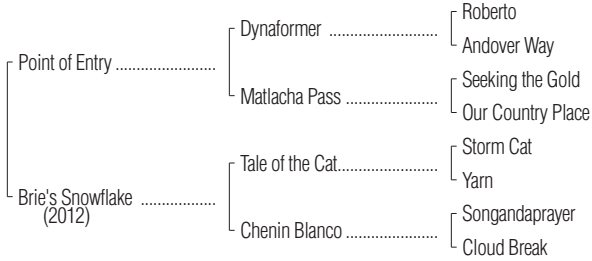 Roberto
Dynaformer ........................
Andover Way
Point of Entry ......................
Seeking the Gold
Matlacha Pass ....................
Our Country Place
Storm Cat
Tale of the Cat......................
Yarn
Brie's Snowflake ................
(2012)
Songandaprayer
Chenin Blanco ....................
Cloud Break